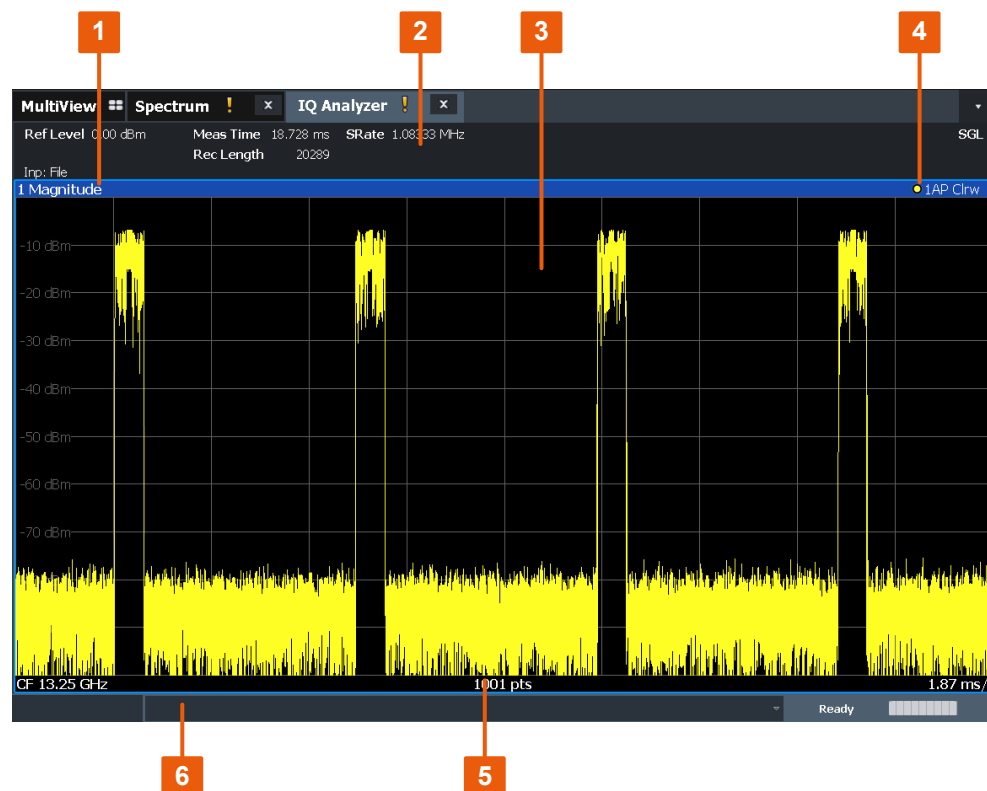 1 2 3 4
MultiView Spectrum ! x IQ Analyzer ! x
Ref Level 0.00 dBm Meas Time 18.728 ms SRate 1.08333 MHz SGL
Rec Length 20289
Inp: File
1 Magnitude 1AP Clrw
-10 dBm
-20 dBm
-30 dBm
-40 dBm
-50 dBm
-60 dBm
-70 dBm
CF 13.25 GHz 1001 pts 1.87 ms/
Ready
6 5